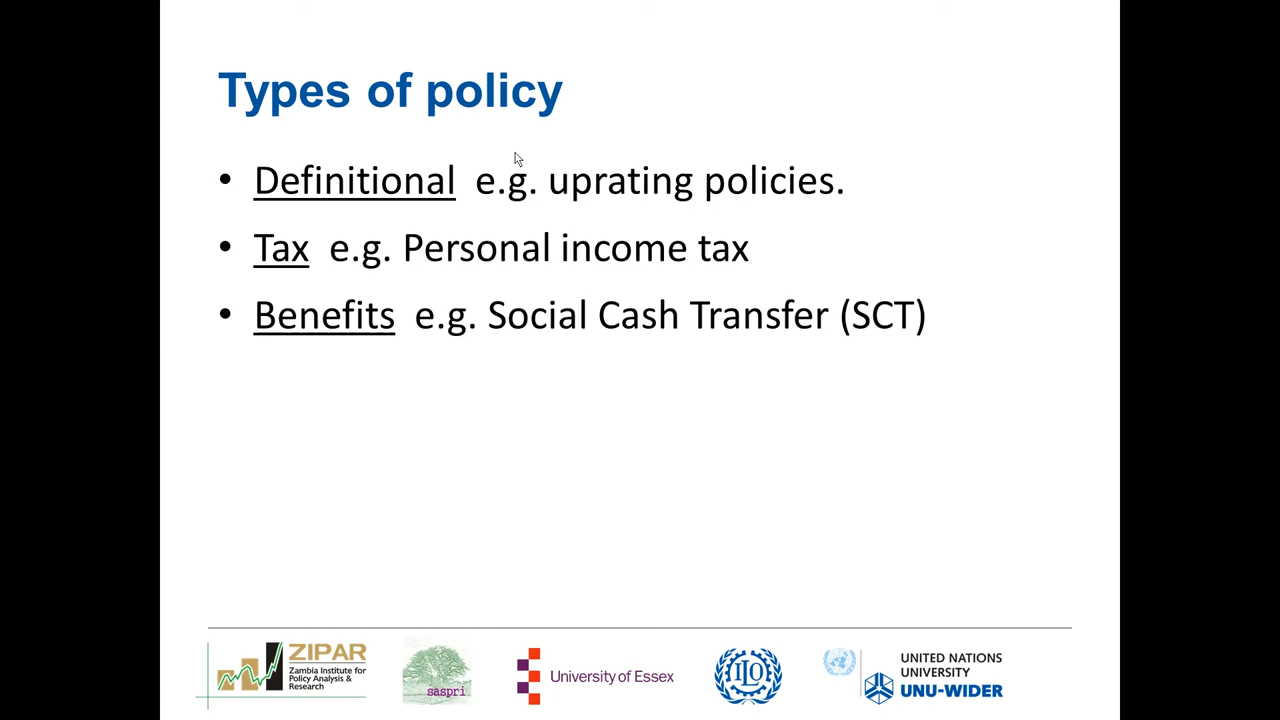 Types of policy
• Definitional e.g. uprating policies.
• Tax e.g. Personal income tax
• Benefits e.g. Social Cash Transfer (SCT)
ZIPAR
Zambia Institute for
Policy Analysis &
Research
saspri
University of Essex
ILO
UNITED NATIONS
UNIVERSITY
UNU-WIDER